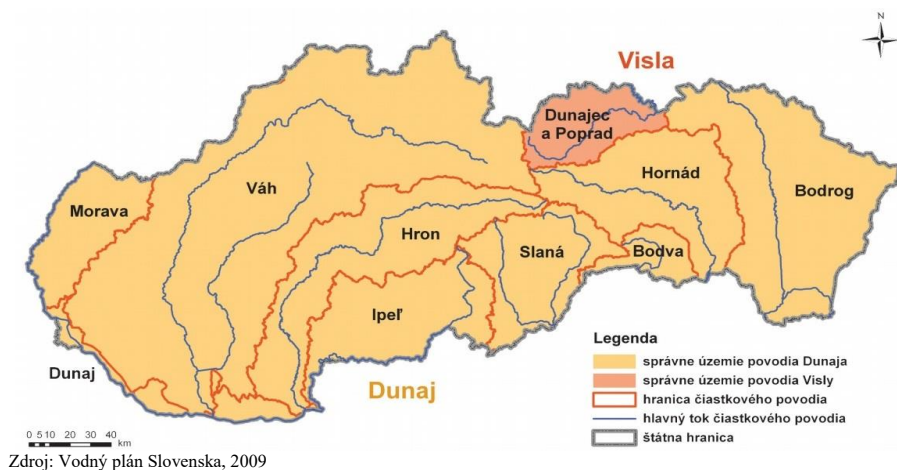 N
Visla
Dunajec
a Poprad
Hornád
Bodrog
Váh
Morava
Hron
Slaná
Bodva
Ipeľ
Dunaj
Dunaj
Legenda
správne územie povodia Dunaja
správne územie povodia Visly
hranica čiastkového povodia
hlavný tok čiastkového povodia
štátna hranica
0 5 10 20 30 40
km
Zdroj: Vodný plán Slovenska, 2009